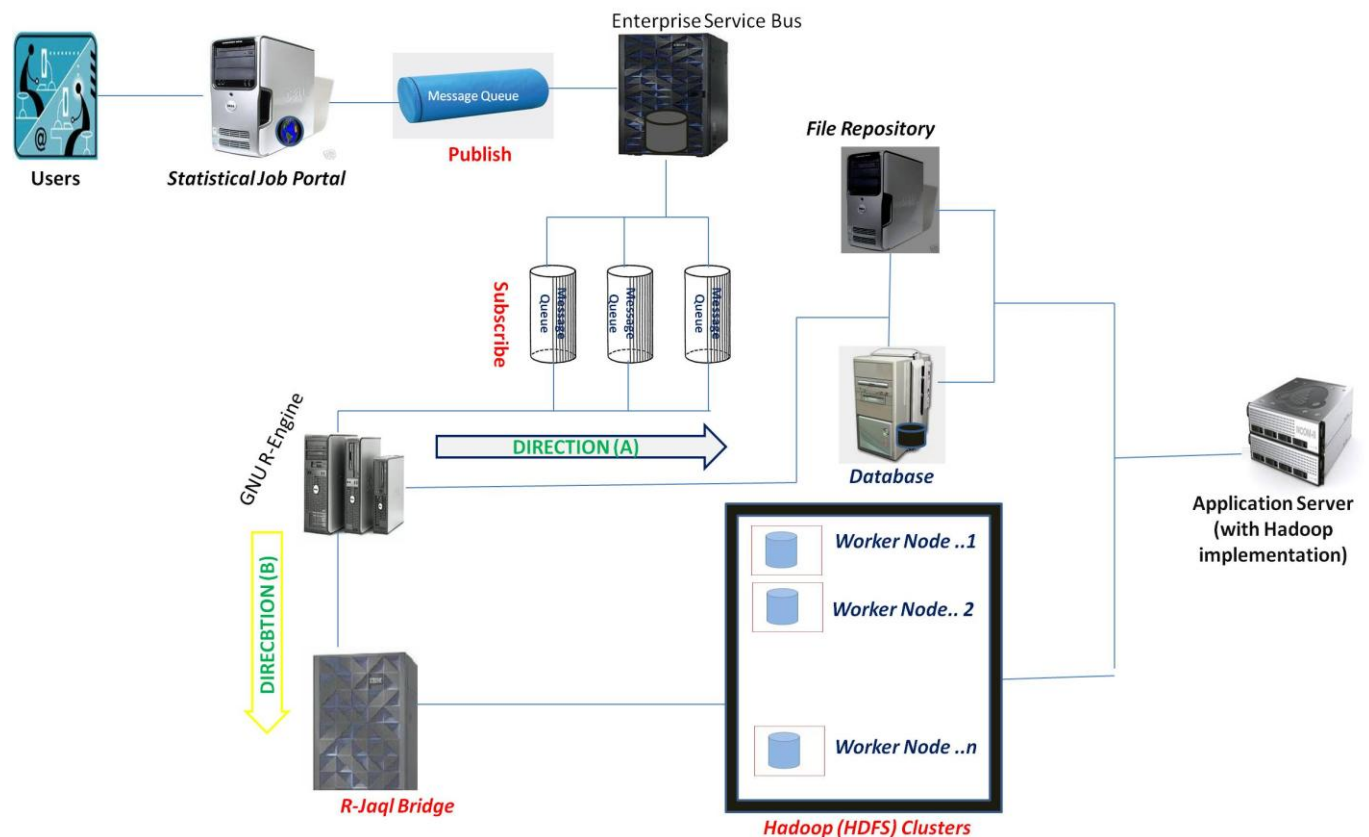 Enterprise Service Bus
Message Queue
Publish
Users
Statistical Job Portal
File Repository
Subscribe
Message
Queue
Message
Queue
Message
Queue
GNU R-Engine
DIRECTION (A)
Database
DIRECBTION (B)
Application Server
(with Hadoop
implementation)
Worker Node ..1
Worker Node.. 2
Worker Node ..n
R-Jaql Bridge
Hadoop (HDFS) Clusters